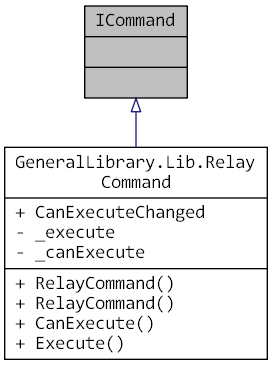 ICommand
GeneralLibrary.Lib.Relay
Command
+ CanExecuteChanged
- _execute
- _canExecute
+ RelayCommand()
+ RelayCommand()
+ CanExecute()
+ Execute()